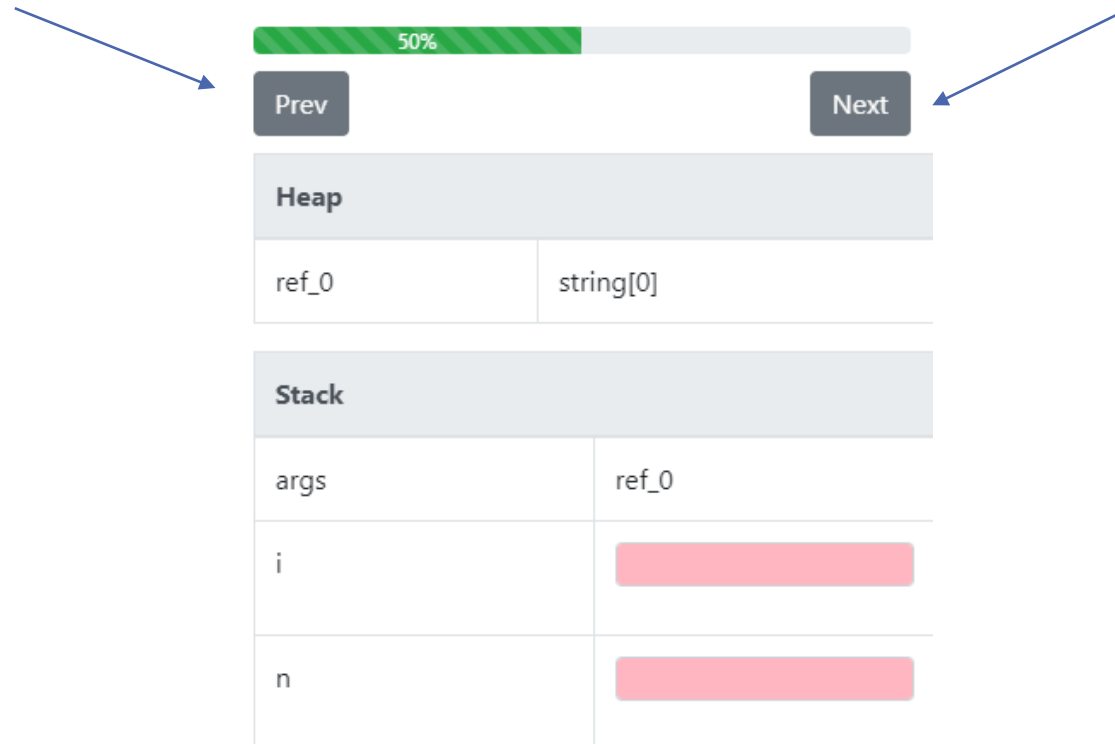 50%
Prev Next
Heap
ref_0 string[0]
Stack
args ref_0
i
n